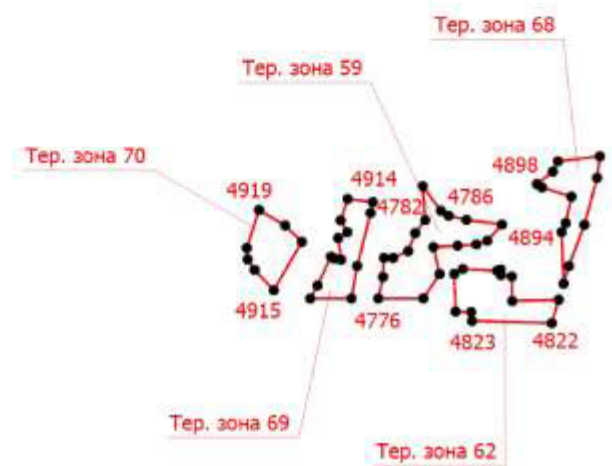 Тер. зона 68
Тер. зона 59
Тер. зона 70
4898
4914
4919
4782
4786
4894
4915
4776
4823
4822
Тер. зона 69
Тер. зона 62